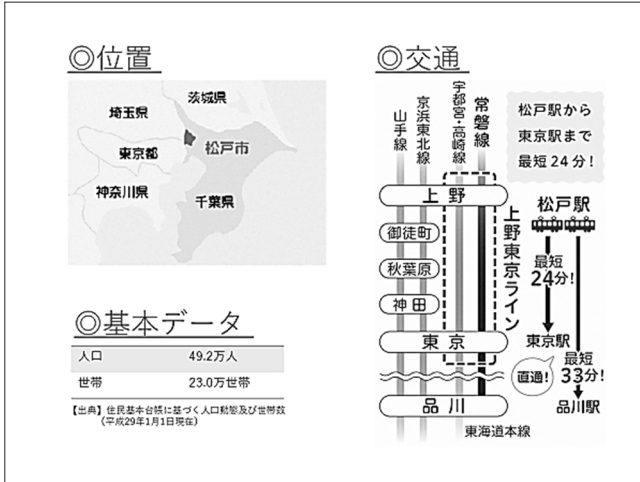 ◎位置
茨城県
埼玉県
東京都
松戸市
神奈川県
千葉県
◎基本データ
人口 49.2万人
世帯 23.0万世帯
【出典】住民基本台帳に基づく人口動態及び世帯数
（平成29年1月1日現在）
◎交通
山手線
京浜東北線
宇都宮・高崎線
常磐線
松戸駅から
東京駅まで
最短24分！
上野
御徒町
秋葉原
神田
東京
品川
上野東京ライン
東海道本線
松戸駅
最短
24分!
東京駅
直通!
最短
33分!
品川駅